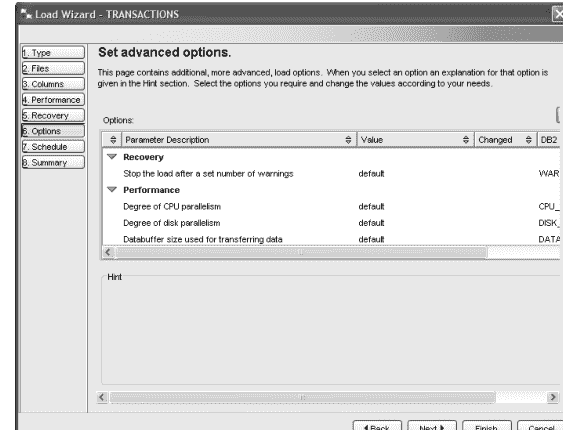 Load Wizard - TRANSACTIONS
1. Type
2. Files
3. Columns
4. Performance
5. Recovery
6. Options
7. Schedule
8. Summary
Set advanced options.
This page contains additional, more advanced, load options. When you select an option an explanation for that option is
given in the Hint section. Select the options you require and change the values according to your needs.
Options:
Parameter Description Value Changed DB2
Recovery
Stop the load after a set number of warnings default WAR
Performance
Degree of CPU parallelism default CPU_
Degree of disk parallelism default DISK_
Databuffer size used for transferring data default DATA
Hint
Back Next Finish Cancel